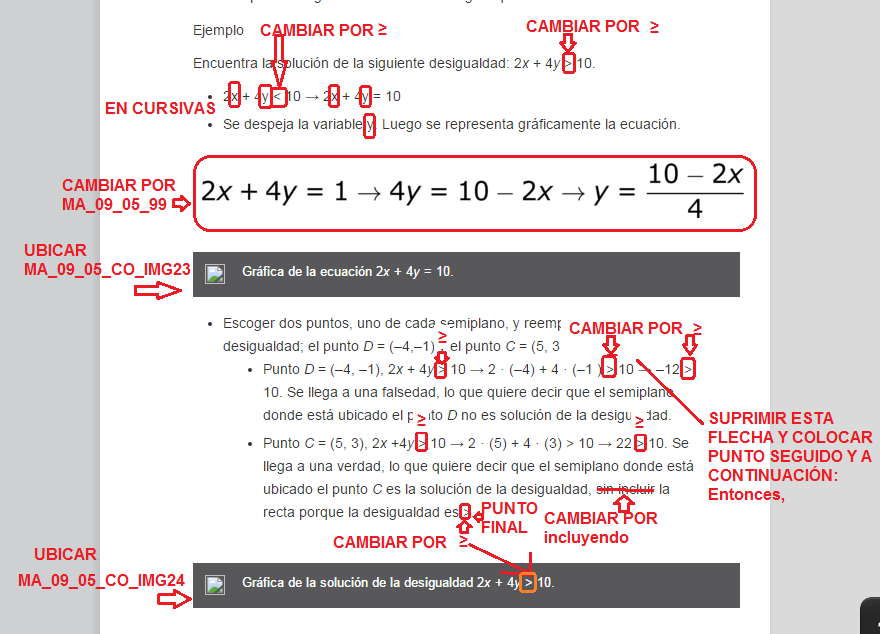 Ejemplo CAMBIAR POR ≥ CAMBIAR POR ≥
Encuentra la solución de la siguiente desigualdad: 2x + 4y > 10.
• 2x + 4y < 10 → 2x + 4y = 10
EN CURSIVAS
• Se despeja la variable y. Luego se representa gráficamente la ecuación.
CAMBIAR POR
MA_09_05_99
2x + 4y = 1 → 4y = 10 − 2x → y = 10 − 2x / 4
UBICAR
MA_09_05_CO_IMG23
Gráfica de la ecuación 2x + 4y = 10.
• Escoger dos puntos, uno de cada semiplano, y reemp
CAMBIAR POR ≥
≥
desigualdad; el punto D = (–4,–1) , el punto C = (5, 3
• Punto D = (–4, –1), 2x + 4y > 10 → 2 · (–4) + 4 · (–1 ) > 10 → –12 >
10. Se llega a una falsedad, lo que quiere decir que el semiplano
donde está ubicado el punto D no es solución de la desigu dad.
≥ ≥
SUPRIMIR ESTA
FLECHA Y COLOCAR
PUNTO SEGUIDO Y A
CONTINUACIÓN:
Entonces,
• Punto C = (5, 3), 2x +4y > 10 → 2 · (5) + 4 · (3) > 10 → 22 > 10. Se
llega a una verdad, lo que quiere decir que el semiplano donde está
ubicado el punto C es la solución de la desigualdad, sin incluir la
recta porque la desigualdad es >
PUNTO
FINAL
CAMBIAR POR
incluyendo
CAMBIAR POR ≥
UBICAR
MA_09_05_CO_IMG24
Gráfica de la solución de la desigualdad 2x + 4y > 10.